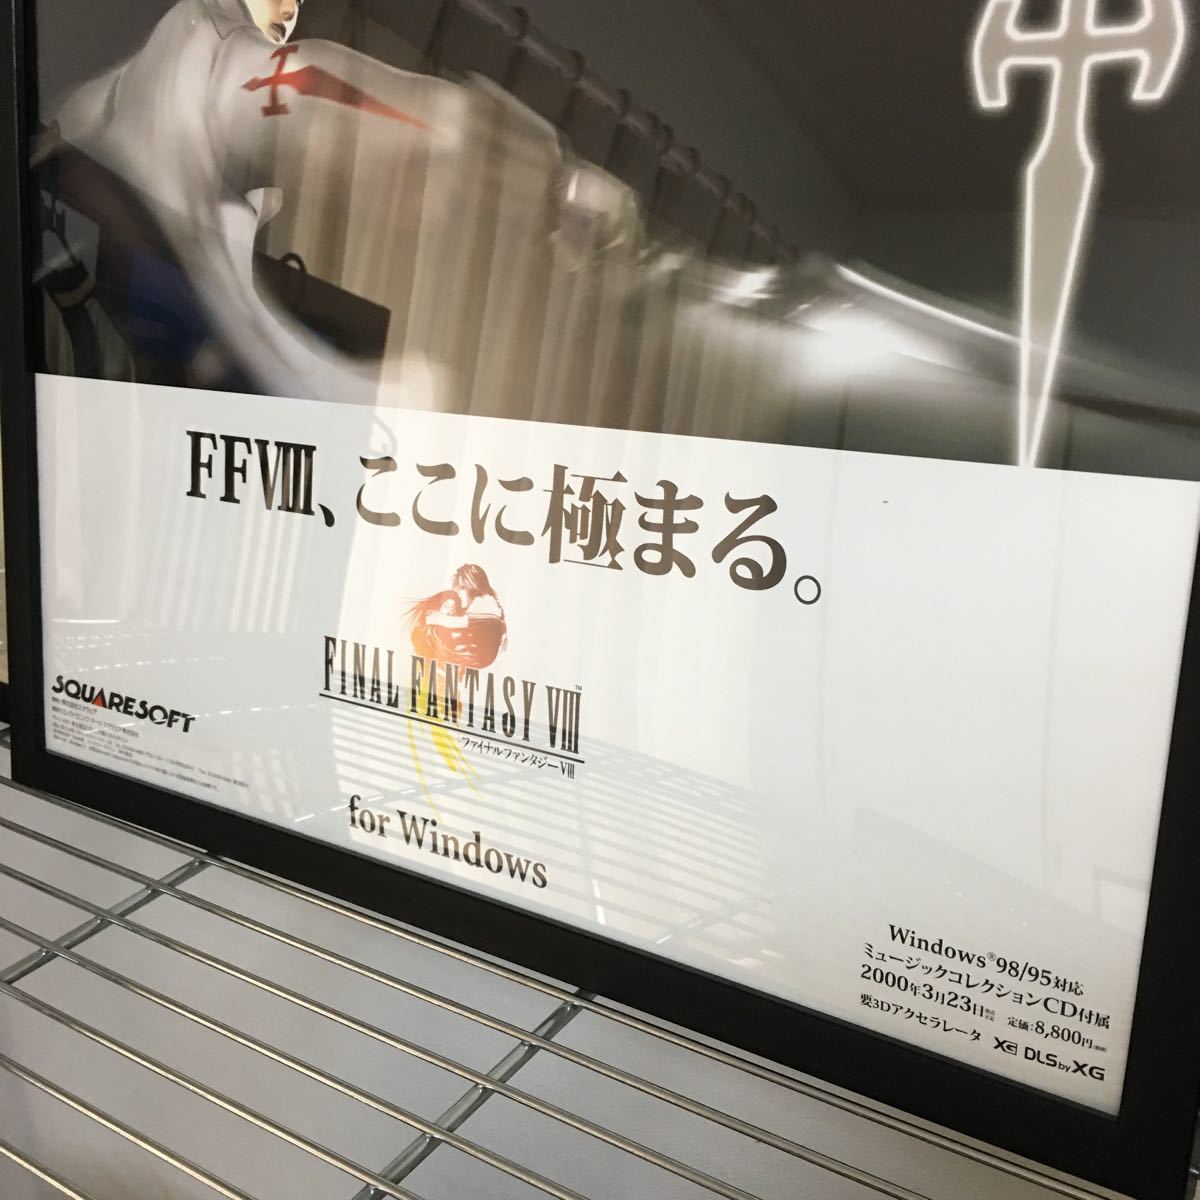 FFⅧ、ここに極まる。
FINAL FANTASY Ⅷ™
ファイナルファンタジーⅧ
for Windows
SQUARESOFT
Windows®98/95対応
ミュージックコレクションCD付属
2000年3月23日 定価:8,800円
要3Dアクセラレータ XG DLS by XG